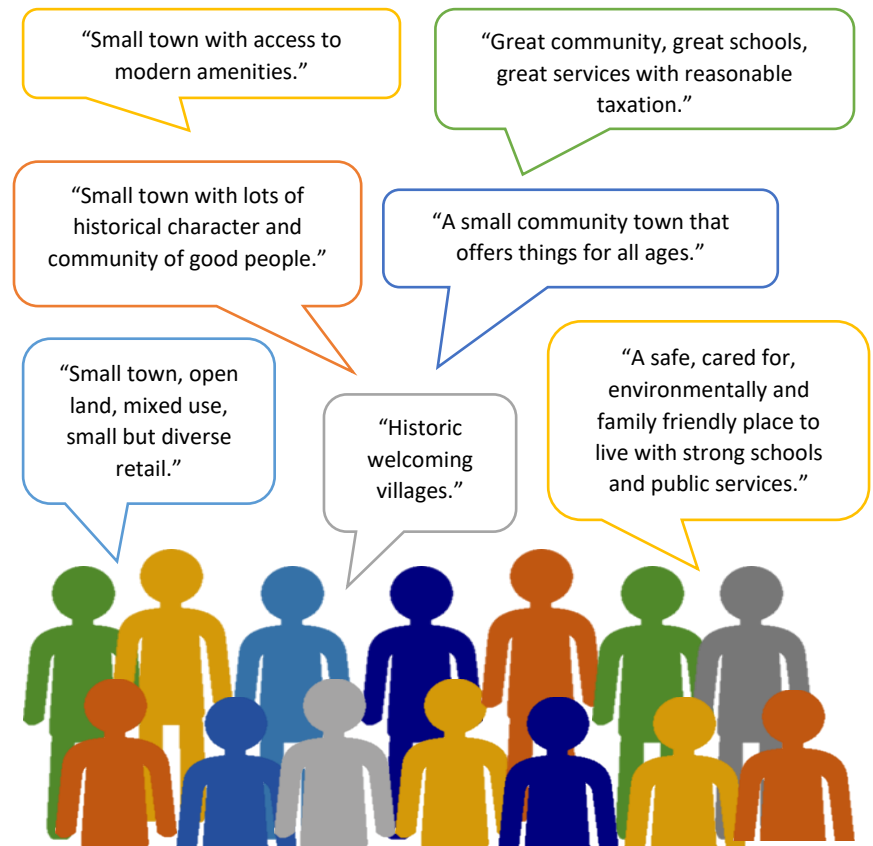 “Small town with access to
modern amenities.”
“Great community, great schools,
great services with reasonable
taxation.”
“Small town with lots of
historical character and
community of good people.”
“A small community town that
offers things for all ages.”
“Small town, open
land, mixed use,
small but diverse
retail.”
“Historic
welcoming
villages.”
“A safe, cared for,
environmentally and
family friendly place to
live with strong schools
and public services.”